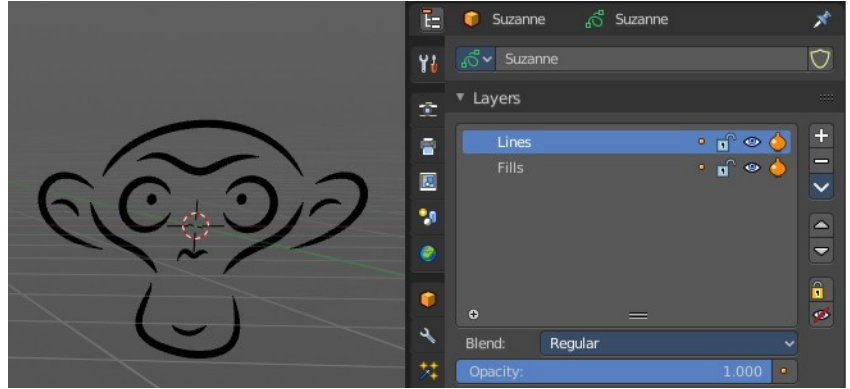 Suzanne Suzanne
Suzanne
Layers
Lines
Fills
Blend: Regular
Opacity: 1.000